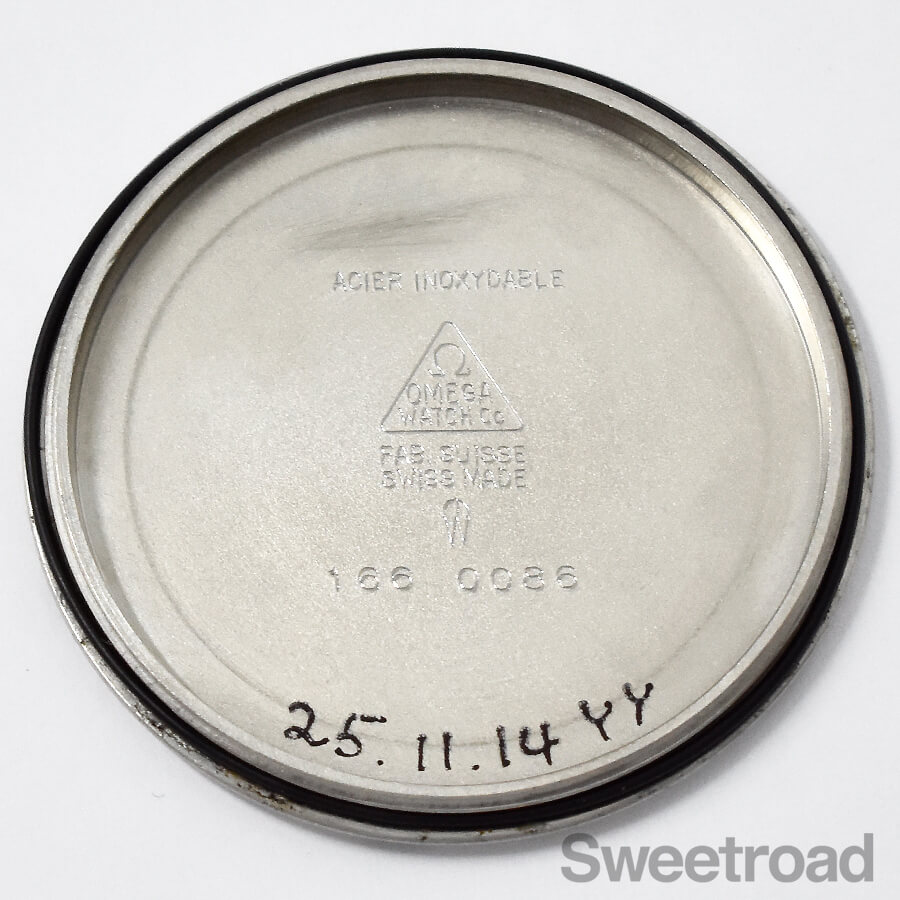 ACIER INOXYDABLE
Ω
OMEGA
WATCH Co
FAB. SUISSE
SWISS MADE
166 0086
25.11.14 YY
Sweetroad